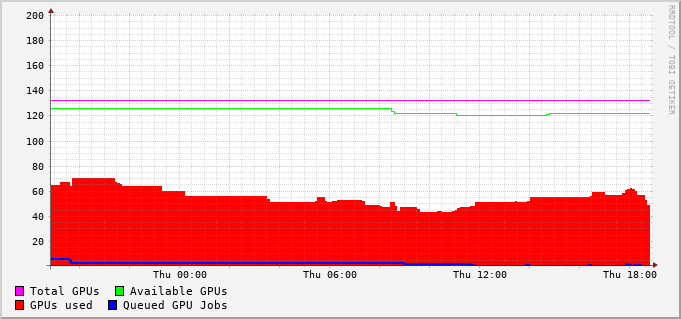 200
180
160
140
120
100
80
60
40
20
Thu 00:00 Thu 06:00 Thu 12:00 Thu 18:00
Total GPUs Available GPUs
GPUs used Queued GPU Jobs
RRDTOOL / TOBI OETIKER